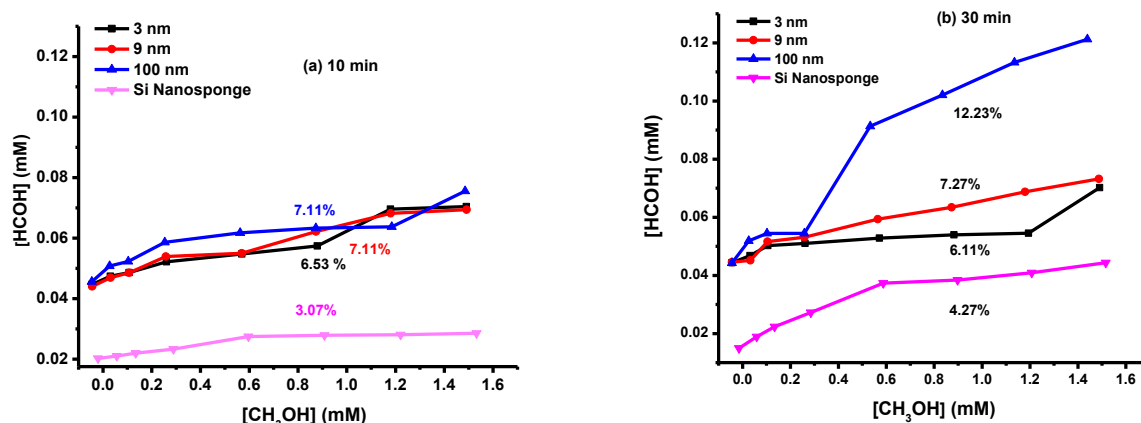 3 nm
9 nm
100 nm
Si Nanosponge
(a) 10 min
0.12
0.10
0.08
0.06
0.04
0.02
[HCOH] (mM)
7.11%
7.11%
6.53 %
3.07%
0.0 0.2 0.4 0.6 0.8 1.0 1.2 1.4 1.6
[CH₃OH] (mM)
(b) 30 min
3 nm
9 nm
100 nm
Si Nanosponge
0.12
0.10
0.08
0.06
0.04
0.02
[HCOH] (mM)
12.23%
7.27%
6.11%
4.27%
0.0 0.2 0.4 0.6 0.8 1.0 1.2 1.4 1.6
[CH₃OH] (mM)